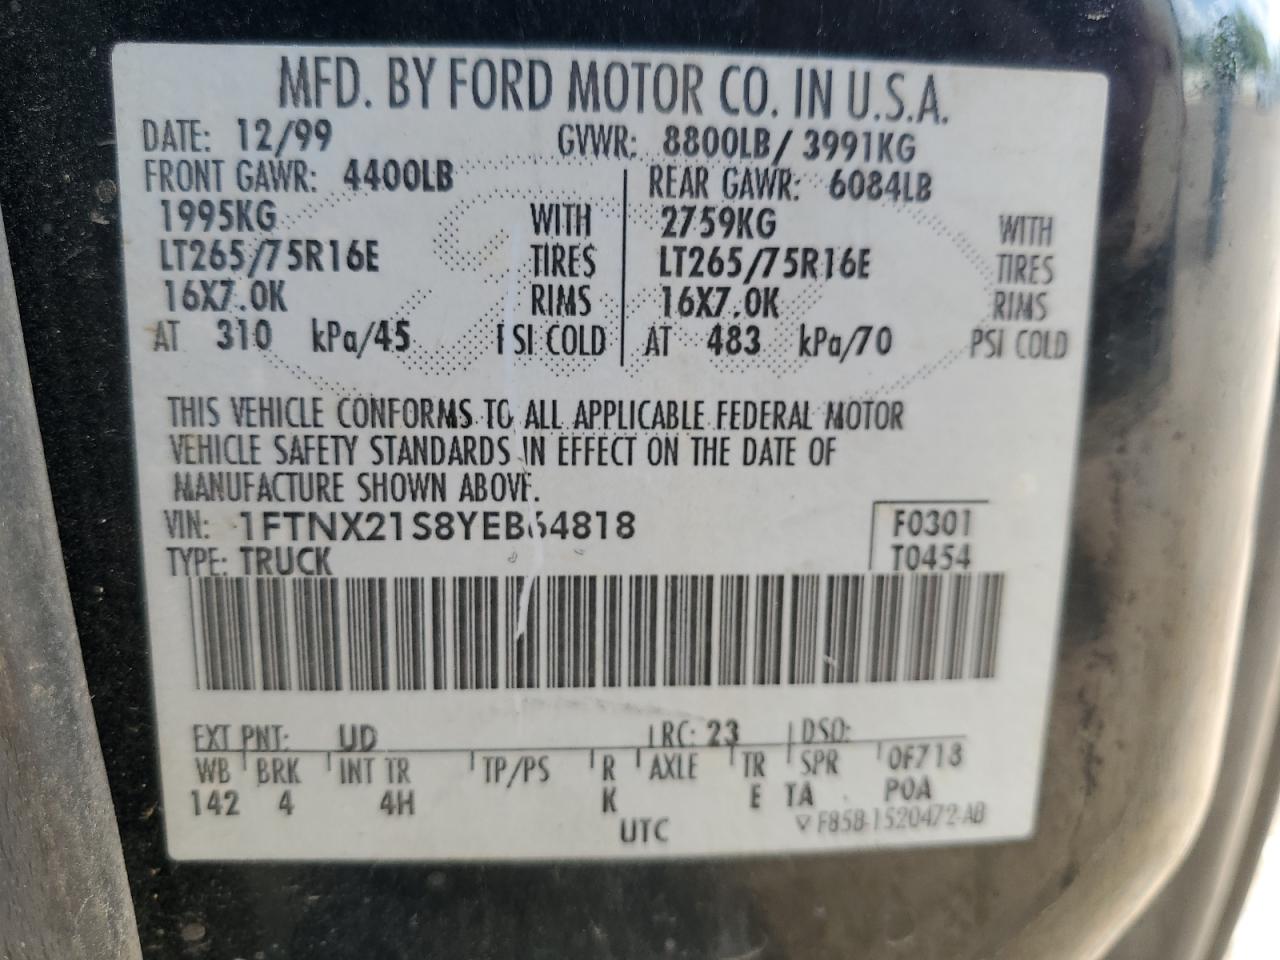 MFD. BY FORD MOTOR CO. IN U.S.A.
DATE: 12/99 GVWR: 8800LB/ 3991KG
FRONT GAWR: 4400LB REAR GAWR: 6084LB
1995KG WITH 2759KG WITH
LT265/75R16E TIRES LT265/75R16E TIRES
16X7.0K RIMS 16X7.0K RIMS
AT 310 kPa/45 PSI COLD AT 483 kPa/70 PSI COLD
THIS VEHICLE CONFORMS TO ALL APPLICABLE FEDERAL MOTOR
VEHICLE SAFETY STANDARDS IN EFFECT ON THE DATE OF
MANUFACTURE SHOWN ABOVE.
VIN: 1FTNX21S8YEB64818 F0301
TYPE: TRUCK T0454
EXT PNT: UD RC: 23 DSO:
WB BRK INT TR TP/PS R AXLE TR SPR 0F718
142 4 4H K E TA P0A
UTC F85B-1520472-AB